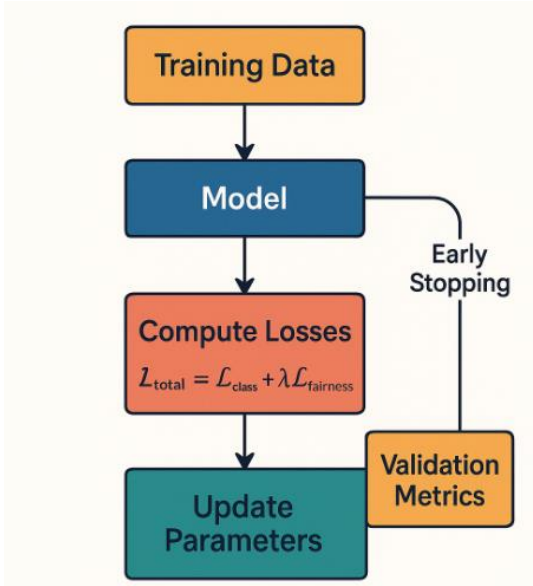 Training Data
Model
Early
Stopping
Compute Losses
ℒtotal = ℒclass + λℒfairness
Validation
Metrics
Update
Parameters